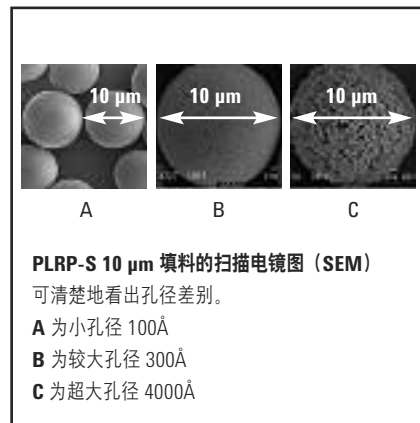 10 µm 10 µm 10 µm
A B C
PLRP-S 10 µm 填料的扫描电镜图（SEM）
可清楚地看出孔径差别。
A 为小孔径 100Å
B 为较大孔径 300Å
C 为超大孔径 4000Å